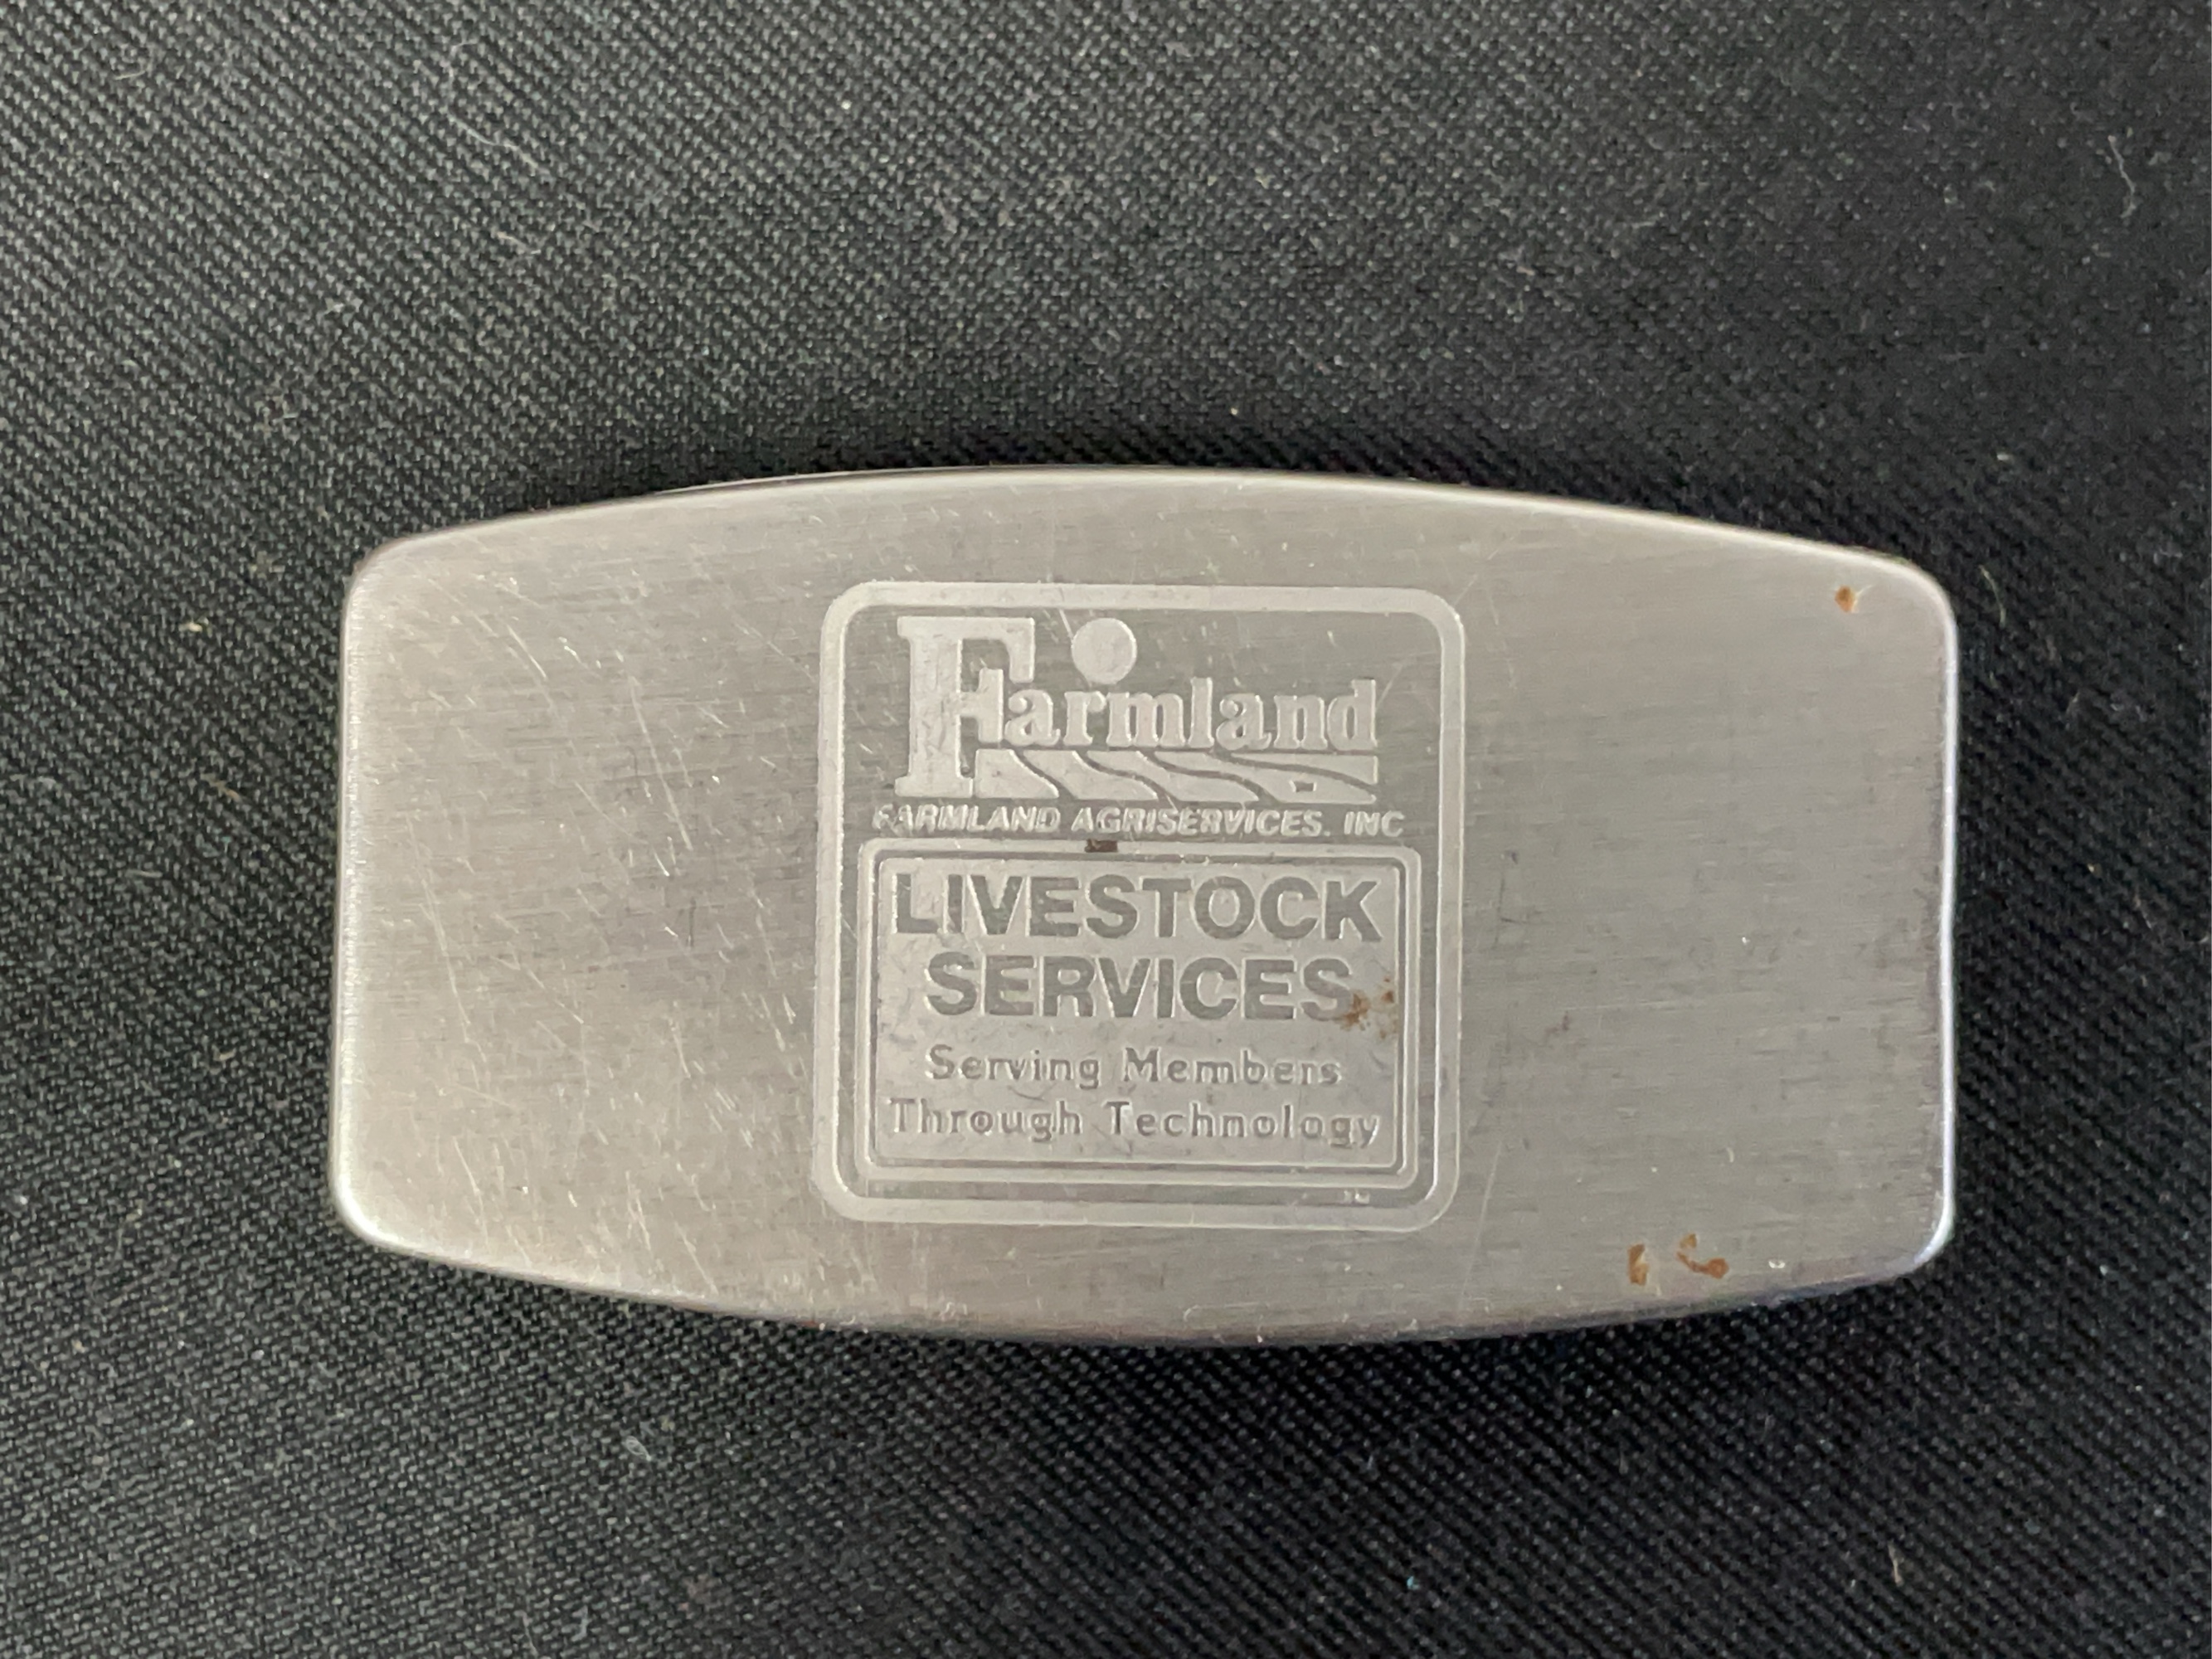 Farmland
FARMLAND AGRISERVICES. INC
LIVESTOCK
SERVICES
Serving Members
Through Technology